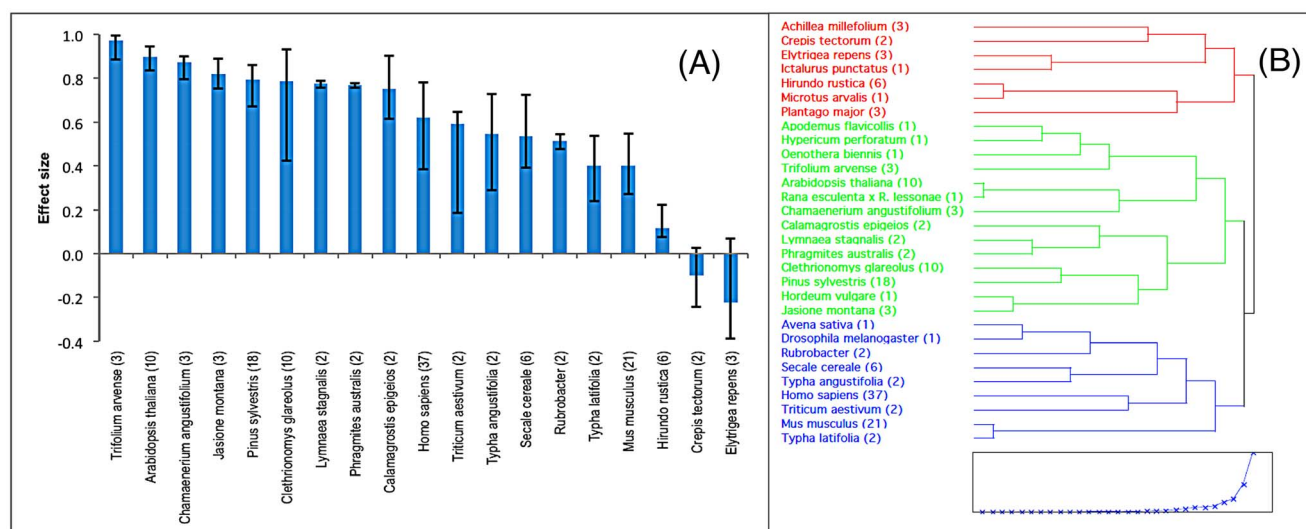 (A)
Effect size
1.0
0.8
0.6
0.4
0.2
0.0
-0.2
-0.4
Trifolium arvense (3)
Arabidopsis thaliana (10)
Chamaenerium angustifolium (3)
Jasione montana (3)
Pinus sylvestris (18)
Clethrionomys glareolus (10)
Lymnaea stagnalis (2)
Phragmites australis (2)
Calamagrostis epigeios (2)
Homo sapiens (37)
Triticum aestivum (2)
Typha angustifolia (2)
Secale cereale (6)
Rubrobacter (2)
Typha latifolia (2)
Mus musculus (21)
Hirundo rustica (6)
Crepis tectorum (2)
Elytrigea repens (3)
(B)
Achillea millefolium (3)
Crepis tectorum (2)
Elytrigea repens (3)
Ictalurus punctatus (1)
Hirundo rustica (6)
Microtus arvalis (1)
Plantago major (3)
Apodemus flavicollis (1)
Hypericum perforatum (1)
Oenothera biennis (1)
Trifolium arvense (3)
Arabidopsis thaliana (10)
Rana esculenta x R. lessonae (1)
Chamaenerium angustifolium (3)
Calamagrostis epigeios (2)
Lymnaea stagnalis (2)
Phragmites australis (2)
Clethrionomys glareolus (10)
Pinus sylvestris (18)
Hordeum vulgare (1)
Jasione montana (3)
Avena sativa (1)
Drosophila melanogaster (1)
Rubrobacter (2)
Secale cereale (6)
Typha angustifolia (2)
Homo sapiens (37)
Triticum aestivum (2)
Mus musculus (21)
Typha latifolia (2)